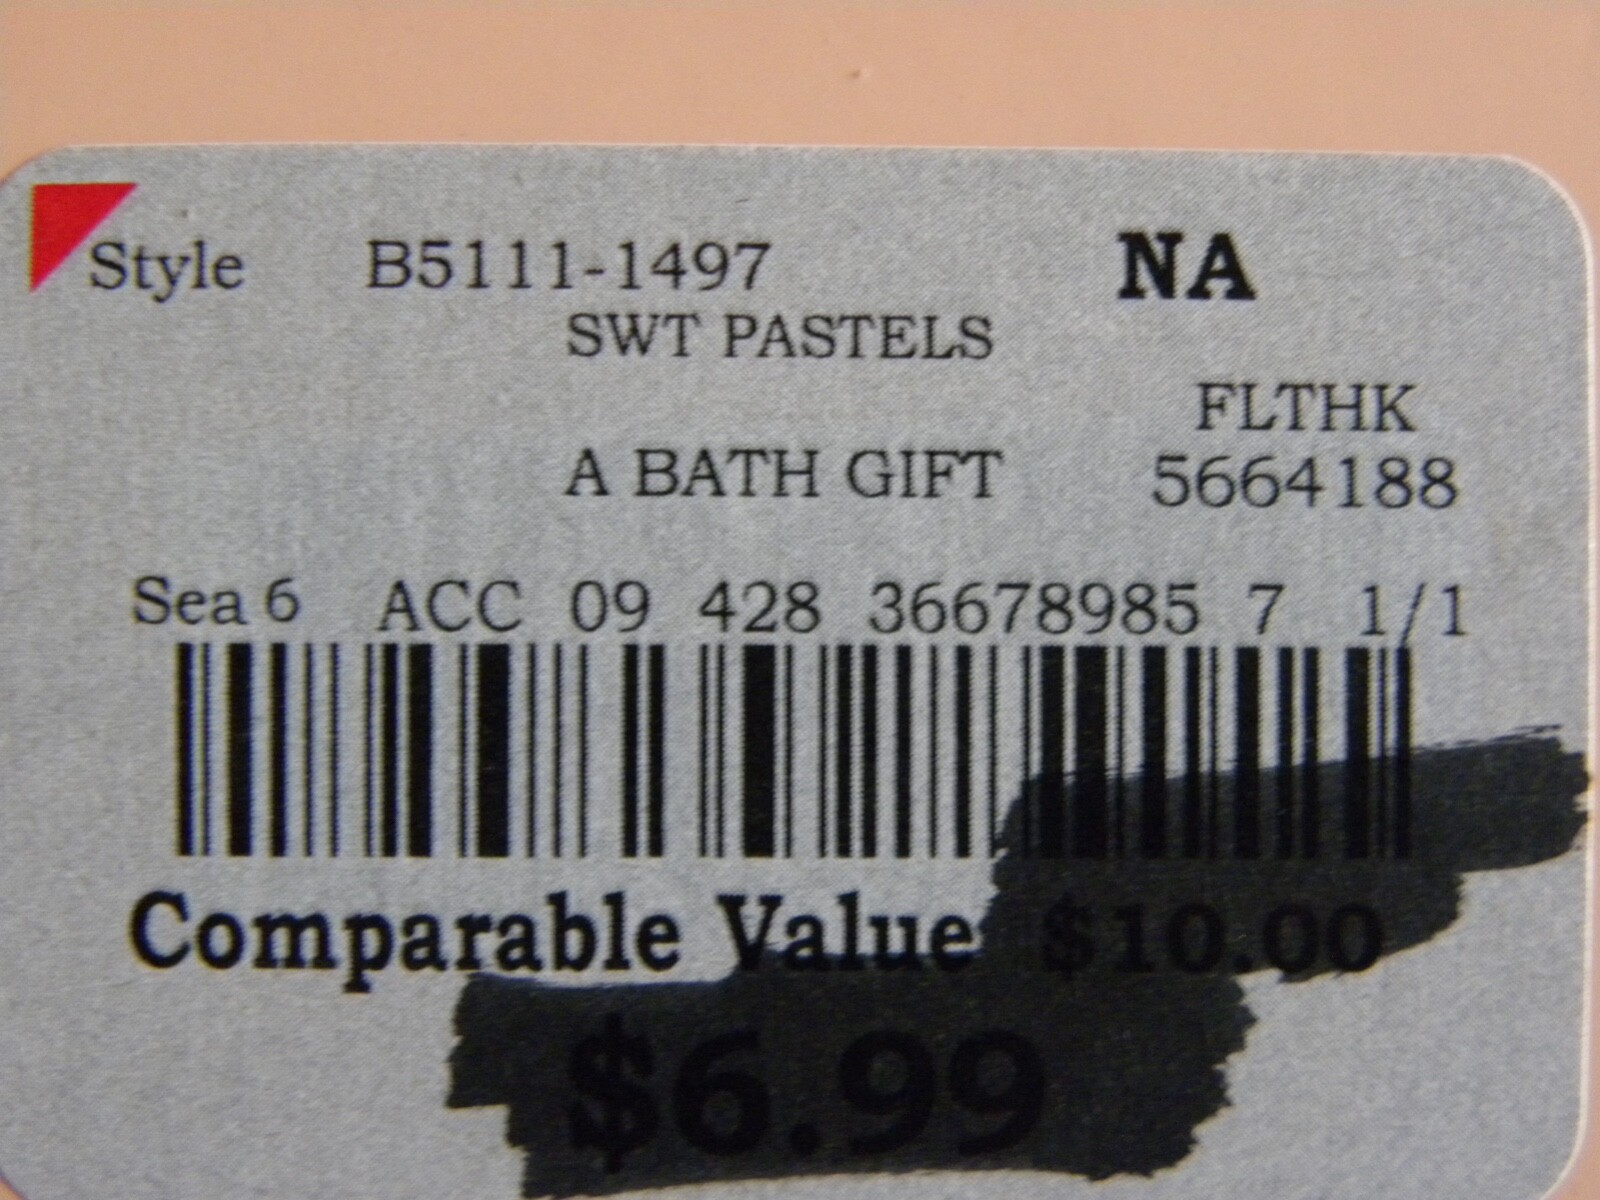 Style B5111-1497 NA
SWT PASTELS
FLTHK
A BATH GIFT 5664188
Sea 6 ACC 09 428 36678985 7 1/1
Comparable Value $10.00
$6.99